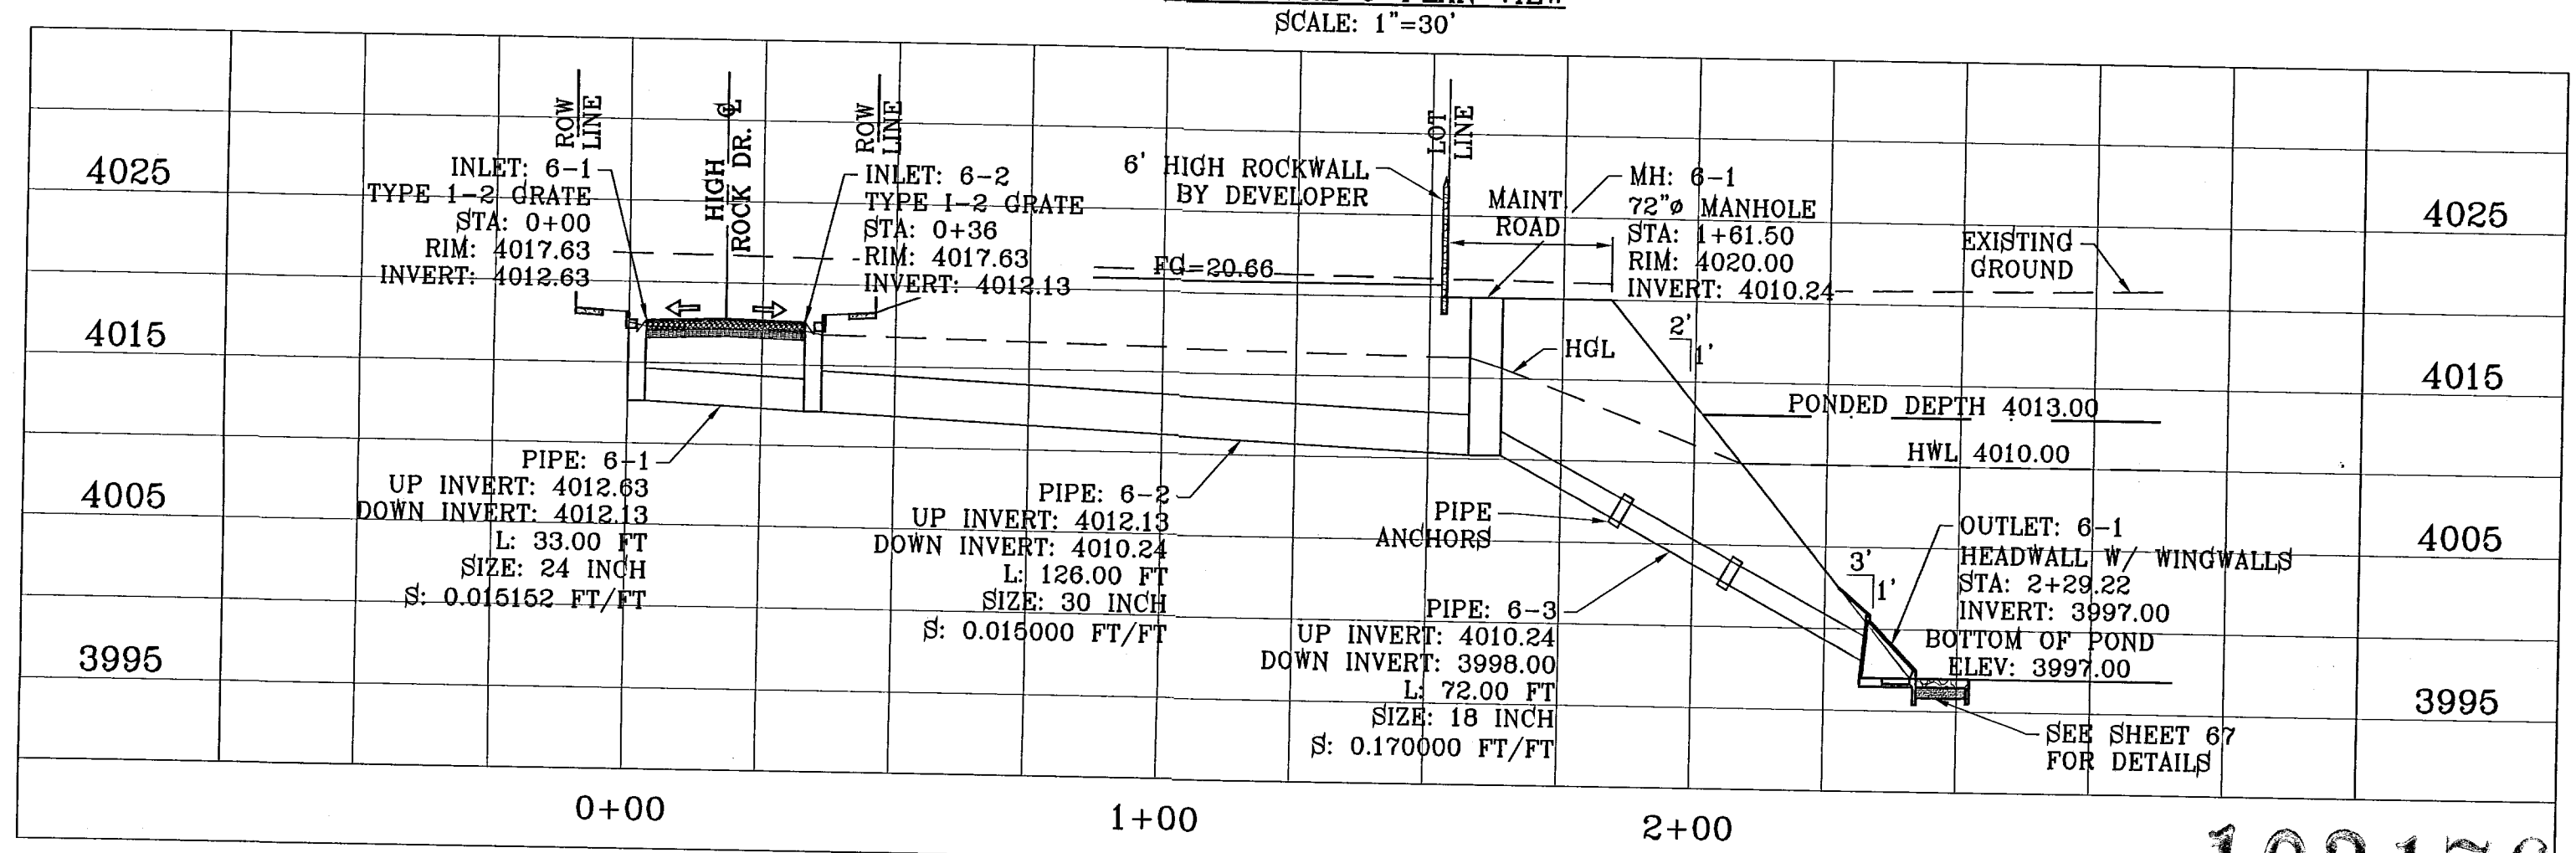 SCALE: 1"=30'
ROW
LINE
HIGH
ROCK DR. ℄
ROW
LINE
LOT
LINE
4025
INLET: 6-1
TYPE 1-2 GRATE
STA: 0+00
RIM: 4017.63
INVERT: 4012.63
INLET: 6-2
TYPE I-2 GRATE
STA: 0+36
RIM: 4017.63
INVERT: 4012.13
6' HIGH ROCKWALL
BY DEVELOPER
MAINT
ROAD
MH: 6-1
72"ø MANHOLE
STA: 1+61.50
RIM: 4020.00
INVERT: 4010.24
EXISTING
GROUND
4025
FG=20.66
4015
HGL
2'
1'
4015
PONDED DEPTH 4013.00
HWL 4010.00
4005
PIPE: 6-1
UP INVERT: 4012.63
DOWN INVERT: 4012.13
L: 33.00 FT
SIZE: 24 INCH
S: 0.015152 FT/FT
PIPE: 6-2
UP INVERT: 4012.13
DOWN INVERT: 4010.24
L: 126.00 FT
SIZE: 30 INCH
S: 0.015000 FT/FT
PIPE
ANCHORS
OUTLET: 6-1
HEADWALL W/ WINGWALLS
STA: 2+29.22
INVERT: 3997.00
4005
3'
1'
PIPE: 6-3
UP INVERT: 4010.24
DOWN INVERT: 3998.00
L: 72.00 FT
SIZE: 18 INCH
S: 0.170000 FT/FT
BOTTOM OF POND
ELEV: 3997.00
3995
3995
SEE SHEET 67
FOR DETAILS
0+00
1+00
2+00